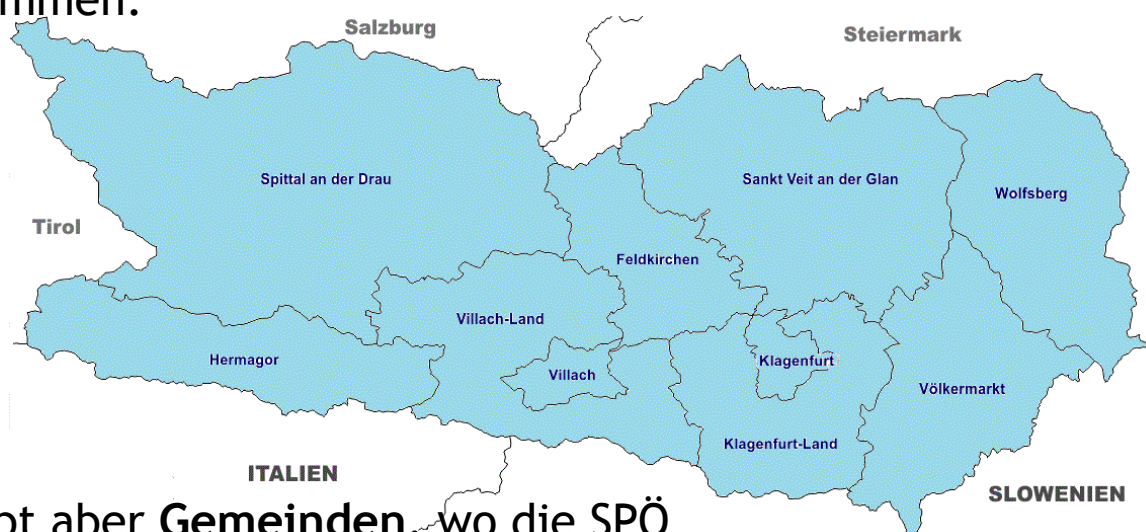 mmen.
Salzburg
Steiermark
Spittal an der Drau
Sankt Veit an der Glan
Wolfsberg
Tirol
Feldkirchen
Villach-Land
Hermagor
Villach
Klagenfurt
Völkermarkt
Klagenfurt-Land
ITALIEN
SLOWENIEN
aber Gemeinden, wo die SPÖ